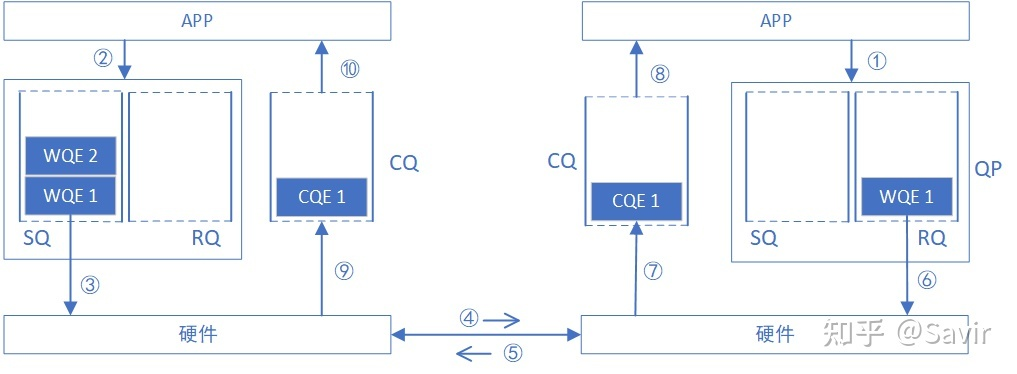 APP
APP
②
⑩
⑧
①
WQE 2
WQE 1
CQE 1
CQ
CQ
CQE 1
WQE 1
QP
SQ
RQ
SQ
RQ
③
⑨
⑦
⑥
硬件
④
⑤
硬件
知乎 @Savir